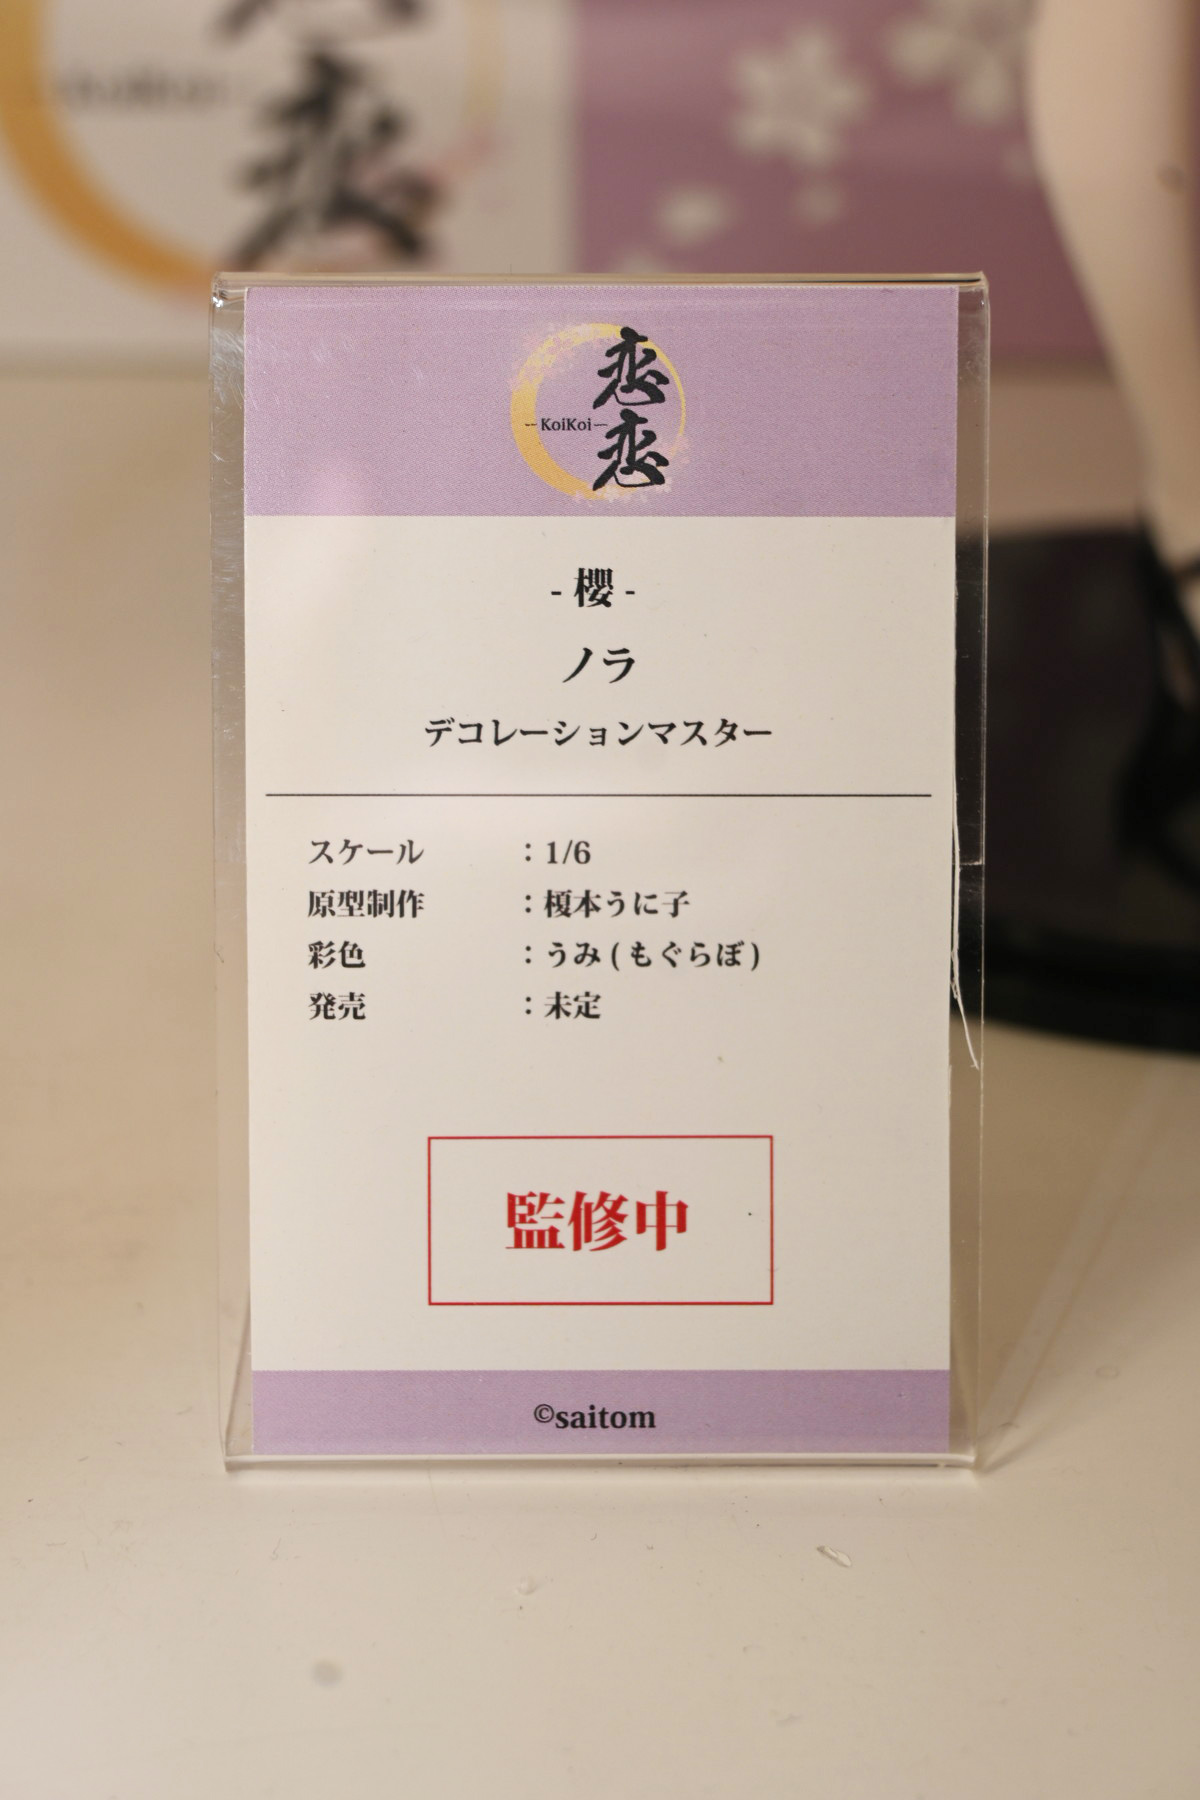 恋恋
-KoiKoi-
- 櫻 -
ノラ
デコレーションマスター
スケール：1/6
原型制作：榎本うに子
彩色：うみ ( もぐらぼ )
発売：未定
監修中
©saitom